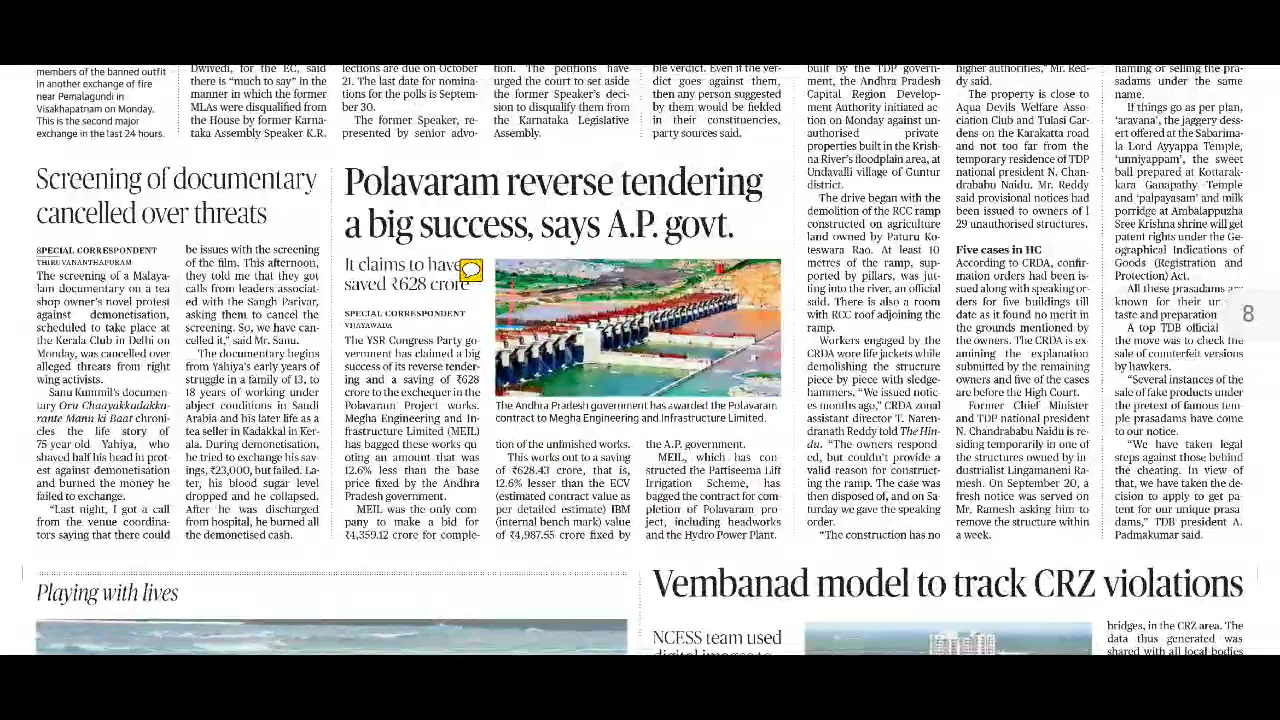 members of the banned outfit
in another exchange of fire
near Pemalagundi in
Visakhapatnam on Monday.
This is the second major
exchange in the last 24 hours.
Dwivedi, for the EC, said
there is “much to say” in the
manner in which the former
MLAs were disqualified from
the House by former Karna-
taka Assembly Speaker K.R.
elections are due on October
21. The last date for nomina-
tions for the polls is Septem-
ber 30.
The former Speaker, re-
presented by senior advo-
tion. The petitions have
urged the court to set aside
the former Speaker's deci-
sion to disqualify them from
the Karnataka Legislative
Assembly.
ble verdict. Even if the ver-
dict goes against them,
then any person suggested
by them would be fielded
in their constituencies,
party sources said.
Screening of documentary
cancelled over threats
SPECIAL CORRESPONDENT
THIRUVANANTHAPURAM
The screening of a Malaya-
lam documentary on a tea
shop owner's novel protest
against demonetisation,
scheduled to take place at
the Kerala Club in Delhi on
Monday, was cancelled over
alleged threats from right
wing activists.
Sanu Kummil's documen-
tary Oru Chaayakkadakka-
rante Mann ki Baat chroni-
cles the life story of
75 year old Yahiya, who
shaved half his head in prot-
est against demonetisation
and burned the money he
failed to exchange.
“Last night, I got a call
from the venue coordina-
tors saying that there could
be issues with the screening
of the film. This afternoon,
they told me that they got
calls from leaders associat-
ed with the Sangh Parivar,
asking them to cancel the
screening. So, we have can-
celled it,” said Mr. Sanu.
The documentary begins
from Yahiya's early years of
struggle in a family of 13, to
18 years of working under
abject conditions in Saudi
Arabia and his later life as a
tea seller in Kadakkal in Ker-
ala. During demonetisation,
he tried to exchange his sav-
ings, ₹23,000, but failed. La-
ter, his blood sugar level
dropped and he collapsed.
After he was discharged
from hospital, he burned all
the demonetised cash.
Polavaram reverse tendering
a big success, says A.P. govt.
It claims to have
saved ₹628 crore
SPECIAL CORRESPONDENT
VIJAYAWADA
The YSR Congress Party go-
vernment has claimed a big
success of its reverse tender-
ing and a saving of ₹628
crore to the exchequer in the
Polavaram Project works.
Megha Engineering and In-
frastructure Limited (MEIL)
has bagged these works qu
oting an amount that was
12.6% less than the base
price fixed by the Andhra
Pradesh government.
MEIL was the only com-
pany to make a bid for
₹4,359.12 crore for comple-
The Andhra Pradesh government has awarded the Polavaram
contract to Megha Engineering and Infrastructure Limited.
tion of the unfinished works.
This works out to a saving
of ₹628.43 crore, that is,
12.6% lesser than the ECV
(estimated contract value as
per detailed estimate) IBM
(internal bench mark) value
of ₹4,987.55 crore fixed by
the A.P. government.
MEIL, which has con-
structed the Pattiseema Lift
Irrigation Scheme, has
bagged the contract for com-
pletion of Polavaram pro-
ject, including headworks
and the Hydro Power Plant.
built by the TDP govern-
ment, the Andhra Pradesh
Capital Region Develop-
ment Authority initiated ac-
tion on Monday against un-
authorised private
properties built in the Krish-
na River's floodplain area, at
Undavalli village of Guntur
district.
The drive began with the
demolition of the RCC ramp
constructed on agriculture
land owned by Paturu Ko-
teswara Rao. At least 10
metres of the ramp, sup-
ported by pillars, was jut-
ting into the river, an official
said. There is also a room
with RCC roof adjoining the
ramp.
Workers engaged by the
CRDA wore life jackets while
demolishing the structure
piece by piece with sledge-
hammers. “We issued notic-
es months ago,” CRDA zonal
assistant director T. Naren-
dranath Reddy told The Hin-
du. “The owners respond-
ed, but couldn't provide a
valid reason for construct-
ing the ramp. The case was
then disposed of, and on Sa-
turday we gave the speaking
order.
“The construction has no
higher authorities,” Mr. Red-
dy said.
The property is close to
Aqua Devils Welfare Asso-
ciation Club and Tulasi Gar-
dens on the Karakatta road
and not too far from the
temporary residence of TDP
national president N. Chan-
drababu Naidu. Mr. Reddy
said provisional notices had
been issued to owners of 1
29 unauthorised structures.
Five cases in HC
According to CRDA, confir-
mation orders had been is-
sued along with speaking or-
ders for five buildings till
date as it found no merit in
the grounds mentioned by
the owners. The CRDA is ex-
amining the explanation
submitted by the remaining
owners and five of the cases
are before the High Court.
Former Chief Minister
and TDP national president
N. Chandrababu Naidu is re-
siding temporarily in one of
the structures owned by in-
dustrialist Lingamaneni Ra-
mesh. On September 20, a
fresh notice was served on
Mr. Ramesh asking him to
remove the structure within
a week.
naming or selling the pra-
sadams under the same
name.
If things go as per plan,
‘aravana’, the jaggery dess-
ert offered at the Sabarima-
la Lord Ayyappa Temple,
‘unniyappam’, the sweet
ball prepared at Kottarak-
kara Ganapathy Temple
and ‘palpayasam’ and milk
porridge at Ambalappuzha
Sree Krishna shrine will get
patent rights under the Ge-
ographical Indications of
Goods (Registration and
Protection) Act.
All these prasadams are
known for their
taste and preparation
A top TDB official
the move was to check the
sale of counterfeit versions
by hawkers.
“Several instances of the
sale of fake products under
the pretext of famous tem-
ple prasadams have come
to our notice.
“We have taken legal
steps against those behind
the cheating. In view of
that, we have taken the de-
cision to apply to get pa-
tent for our unique prasa-
dams,” TDB president A.
Padmakumar said.
8
Playing with lives
Vembanad model to track CRZ violations
NCESS team used
digital images to
bridges, in the CRZ area. The
data thus generated was
shared with all local bodies